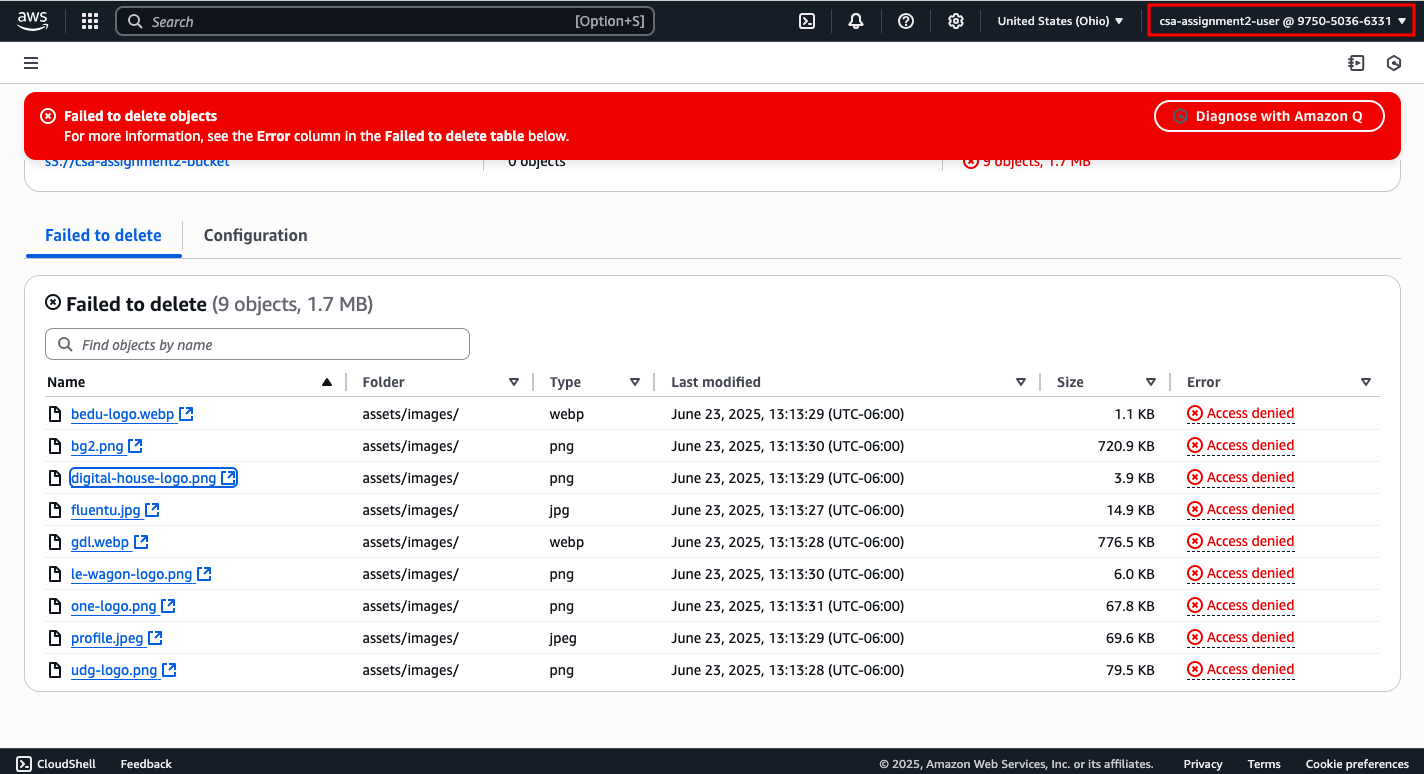 aws
Search [Option+S] United States (Ohio) csa-assignment2-user @ 9750-5036-6331
Failed to delete objects Diagnose with Amazon Q
For more information, see the Error column in the Failed to delete table below.
s3://csa-assignment2-bucket 0 objects 9 objects, 1.7 MB
Failed to delete Configuration
Failed to delete (9 objects, 1.7 MB)
Find objects by name
Name Folder Type Last modified Size Error
bedu-logo.webp assets/images/ webp June 23, 2025, 13:13:29 (UTC-06:00) 1.1 KB Access denied
bg2.png assets/images/ png June 23, 2025, 13:13:30 (UTC-06:00) 720.9 KB Access denied
digital-house-logo.png assets/images/ png June 23, 2025, 13:13:29 (UTC-06:00) 3.9 KB Access denied
fluentu.jpg assets/images/ jpg June 23, 2025, 13:13:27 (UTC-06:00) 14.9 KB Access denied
gdl.webp assets/images/ webp June 23, 2025, 13:13:28 (UTC-06:00) 776.5 KB Access denied
le-wagon-logo.png assets/images/ png June 23, 2025, 13:13:30 (UTC-06:00) 6.0 KB Access denied
one-logo.png assets/images/ png June 23, 2025, 13:13:31 (UTC-06:00) 67.8 KB Access denied
profile.jpeg assets/images/ jpeg June 23, 2025, 13:13:29 (UTC-06:00) 69.6 KB Access denied
udg-logo.png assets/images/ png June 23, 2025, 13:13:28 (UTC-06:00) 79.5 KB Access denied
CloudShell Feedback © 2025, Amazon Web Services, Inc. or its affiliates. Privacy Terms Cookie preferences